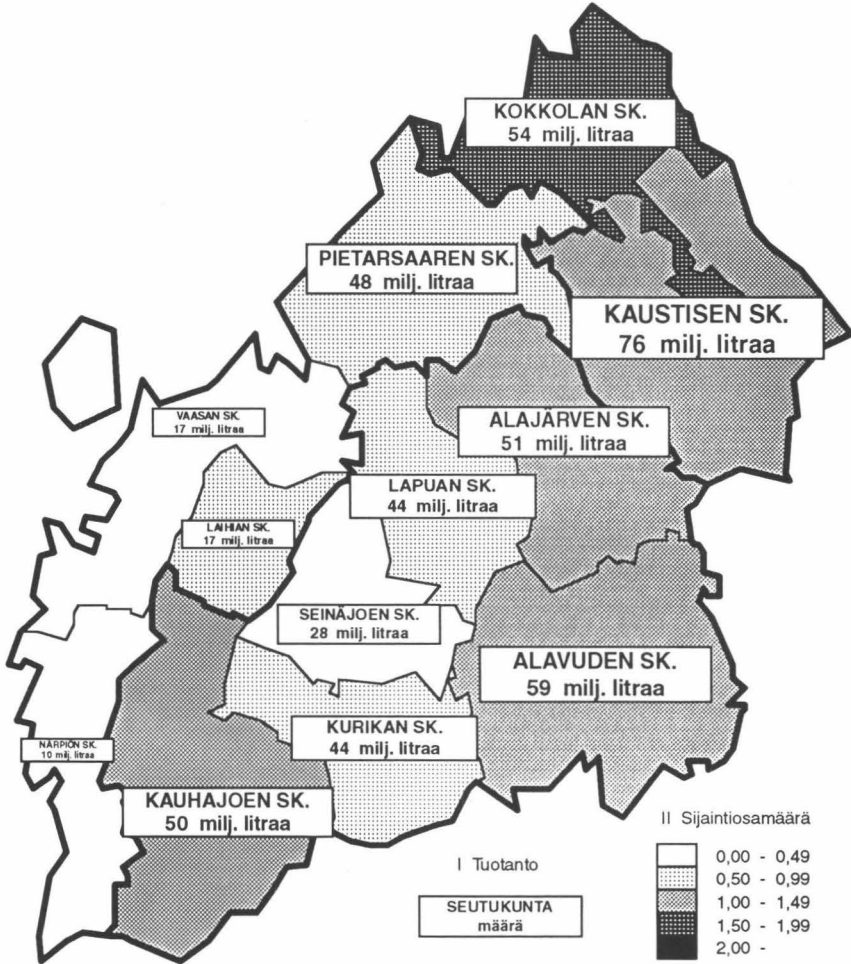 KOKKOLAN SK.
54 milj. litraa
PIETARSAAREN SK.
48 milj. litraa
KAUSTISEN SK.
76 milj. litraa
VAASAN SK.
17 milj. litraa
ALAJÄRVEN SK.
51 milj. litraa
LAPUAN SK.
44 milj. litraa
LAIHIAN SK.
17 milj. litraa
SEINÄJOEN SK.
28 milj. litraa
ALAVUDEN SK.
59 milj. litraa
KURIKAN SK.
44 milj. litraa
NÄRPIÖN SK.
10 milj. litraa
KAUHAJOEN SK.
50 milj. litraa
I Tuotanto
SEUTUKUNTA
määrä
II Sijaintiosamäärä
0,00 - 0,49
0,50 - 0,99
1,00 - 1,49
1,50 - 1,99
2,00 -